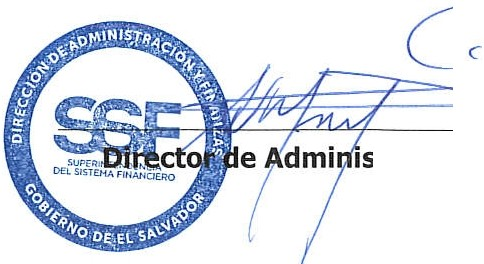 DIRECCIÓN DE ADMINISTRACIÓN Y FINANZAS
SSF
SUPERINTENDENCIA
DEL SISTEMA FINANCIERO
GOBIERNO DE EL SALVADOR
Director de Adminis